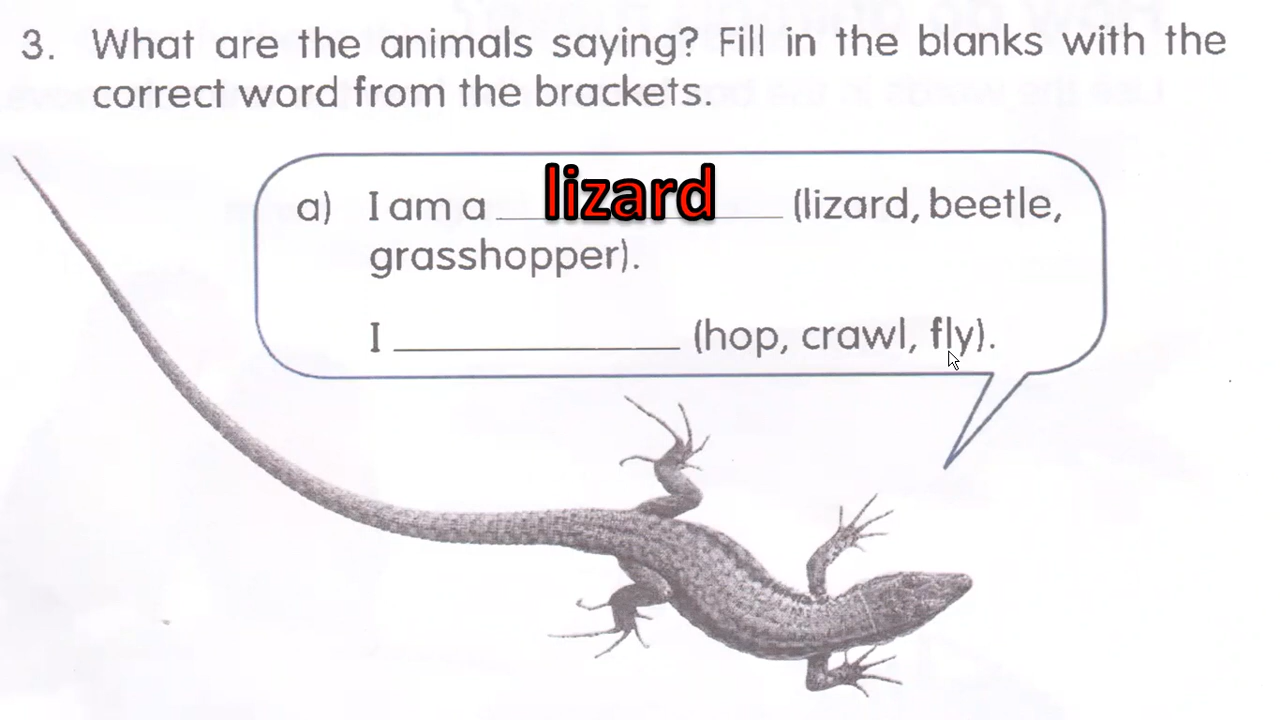 3. What are the animals saying? Fill in the blanks with the
correct word from the brackets.
a) I am a lizard (lizard, beetle,
grasshopper).
I ____________ (hop, crawl, fly).